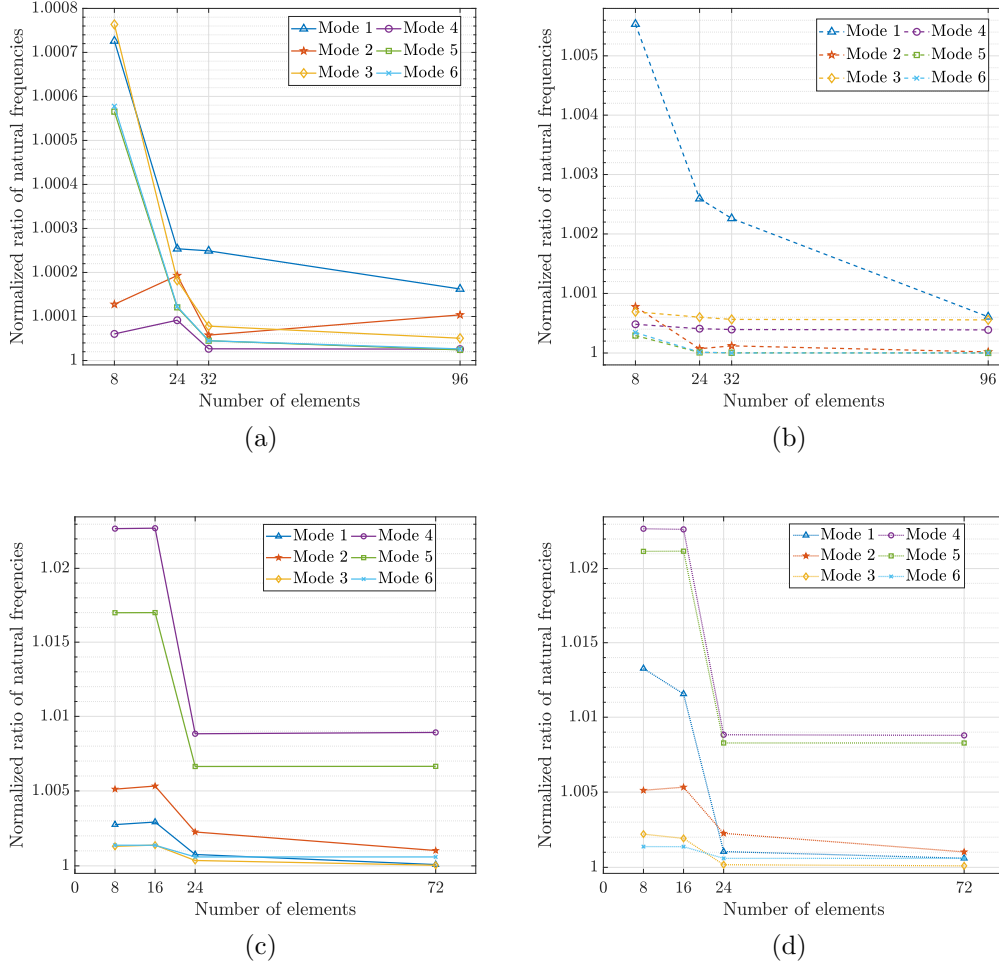 Normalized ratio of natural frequencies
1.0008
1.0007
1.0006
1.0005
1.0004
1.0003
1.0002
1.0001
1
8
24
32
96
Number of elements
Mode 1
Mode 4
Mode 2
Mode 5
Mode 3
Mode 6
(a)
Normalized ratio of natural frequencies
1.005
1.004
1.003
1.002
1.001
1
8
24
32
96
Number of elements
Mode 1
Mode 4
Mode 2
Mode 5
Mode 3
Mode 6
(b)
Normalized ratio of natural freqencies
1.02
1.015
1.01
1.005
1
0
8
16
24
72
Number of elements
Mode 1
Mode 4
Mode 2
Mode 5
Mode 3
Mode 6
(c)
Normalized ratio of natural freqencies
1.02
1.015
1.01
1.005
1
0
8
16
24
72
Number of elements
Mode 1
Mode 4
Mode 2
Mode 5
Mode 3
Mode 6
(d)